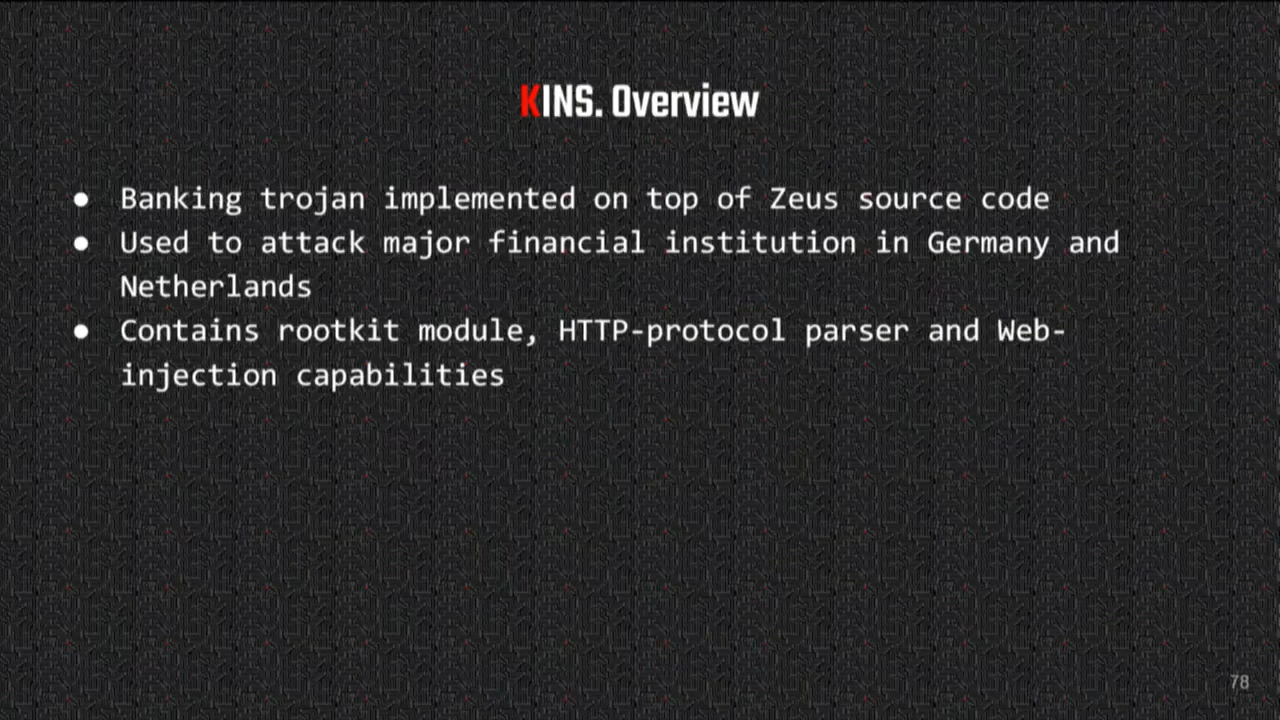 KINS. Overview
● Banking trojan implemented on top of Zeus source code
● Used to attack major financial institution in Germany and
Netherlands
● Contains rootkit module, HTTP-protocol parser and Web-
injection capabilities
78